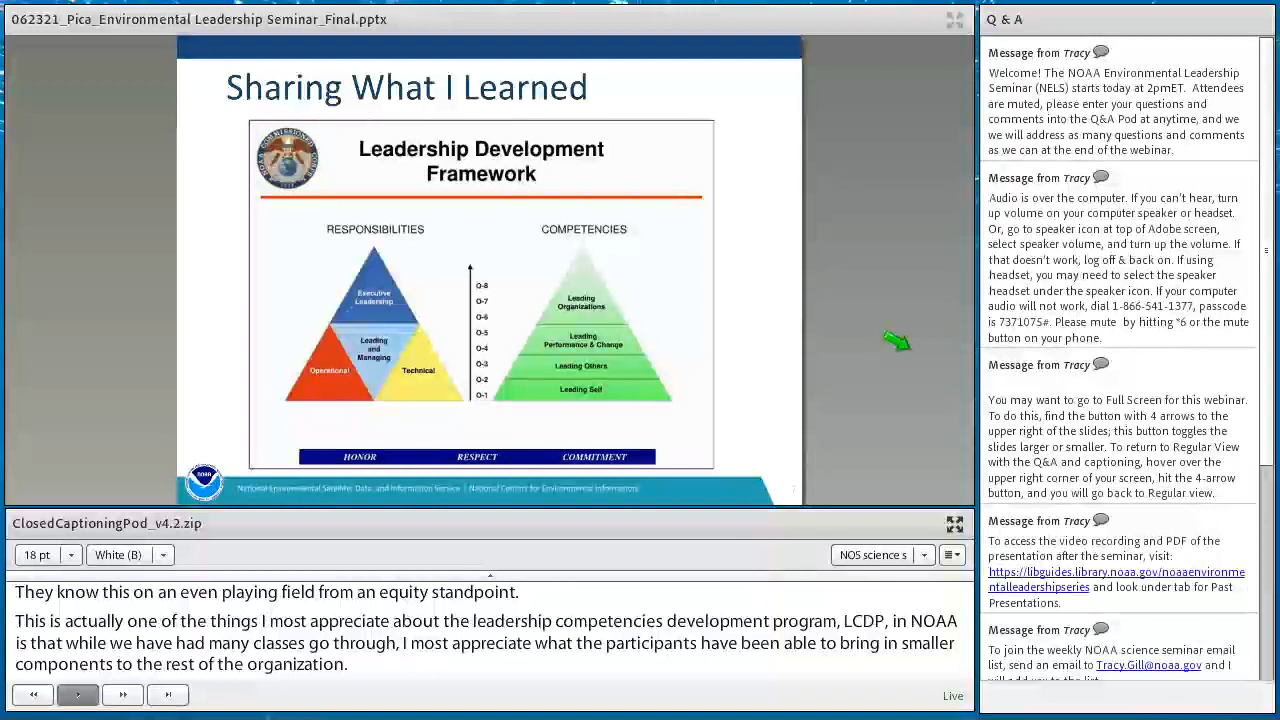 062321_Pica_Environmental Leadership Seminar_Final.pptx
Sharing What I Learned
Leadership Development
Framework
RESPONSIBILITIES
COMPETENCIES
Executive
Leadership
Leading
and
Managing
Operational
Technical
O-8
O-7
O-6
O-5
O-4
O-3
O-2
O-1
Leading
Organizations
Leading
Performance & Change
Leading Others
Leading Self
HONOR RESPECT COMMITMENT
NOAA
National Environmental Satellite, Data, and Information Service | National Centers for Environmental Information
7
ClosedCaptioningPod_v4.2.zip
18 pt
White (B)
NOS science s
They know this on an even playing field from an equity standpoint.
This is actually one of the things I most appreciate about the leadership competencies development program, LCDP, in NOAA
is that while we have had many classes go through, I most appreciate what the participants have been able to bring in smaller
components to the rest of the organization.
Live
Q & A
Message from Tracy
Welcome! The NOAA Environmental Leadership
Seminar (NELS) starts today at 2pmET. Attendees
are muted, please enter your questions and
comments into the Q&A Pod at anytime, and we
we will address as many questions and comments
as we can at the end of the webinar.
Message from Tracy
Audio is over the computer. If you can't hear, turn
up volume on your computer speaker or headset.
Or, go to speaker icon at top of Adobe screen,
select speaker volume, and turn up the volume. If
that doesn't work, log off & back on. If using
headset, you may need to select the speaker
headset under the speaker icon. If your computer
audio will not work, dial 1-866-541-1377, passcode
is 7371075#. Please mute by hitting *6 or the mute
button on your phone.
Message from Tracy
You may want to go to Full Screen for this webinar.
To do this, find the button with 4 arrows to the
upper right of the slides; this button toggles the
slides larger or smaller. To return to Regular View
with the Q&A and captioning, hover over the
upper right corner of your screen, hit the 4-arrow
button, and you will go back to Regular view.
Message from Tracy
To access the video recording and PDF of the
presentation after the seminar, visit:
https://libguides.library.noaa.gov/noaaenvironme
ntalleadershipseries and look under tab for Past
Presentations.
Message from Tracy
To join the weekly NOAA science seminar email
list, send an email to Tracy.Gill@noaa.gov and I
will add you to the list.